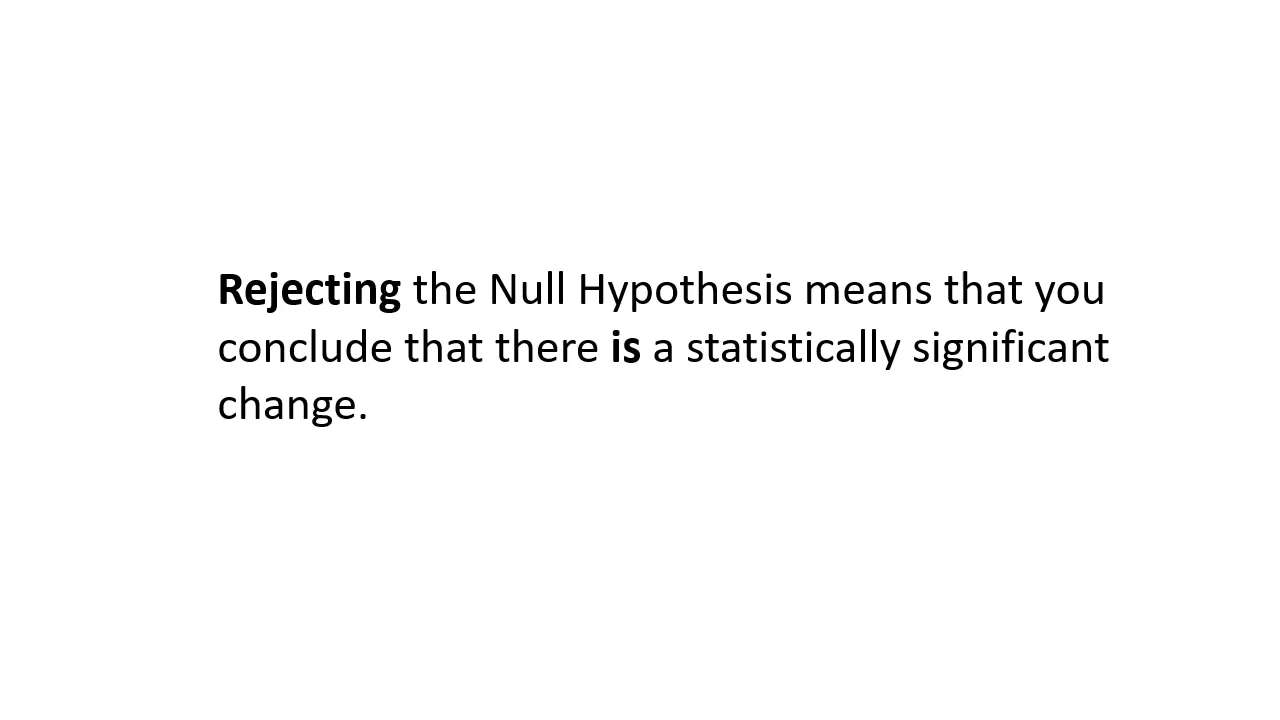 Rejecting the Null Hypothesis means that you
conclude that there is a statistically significant
change.